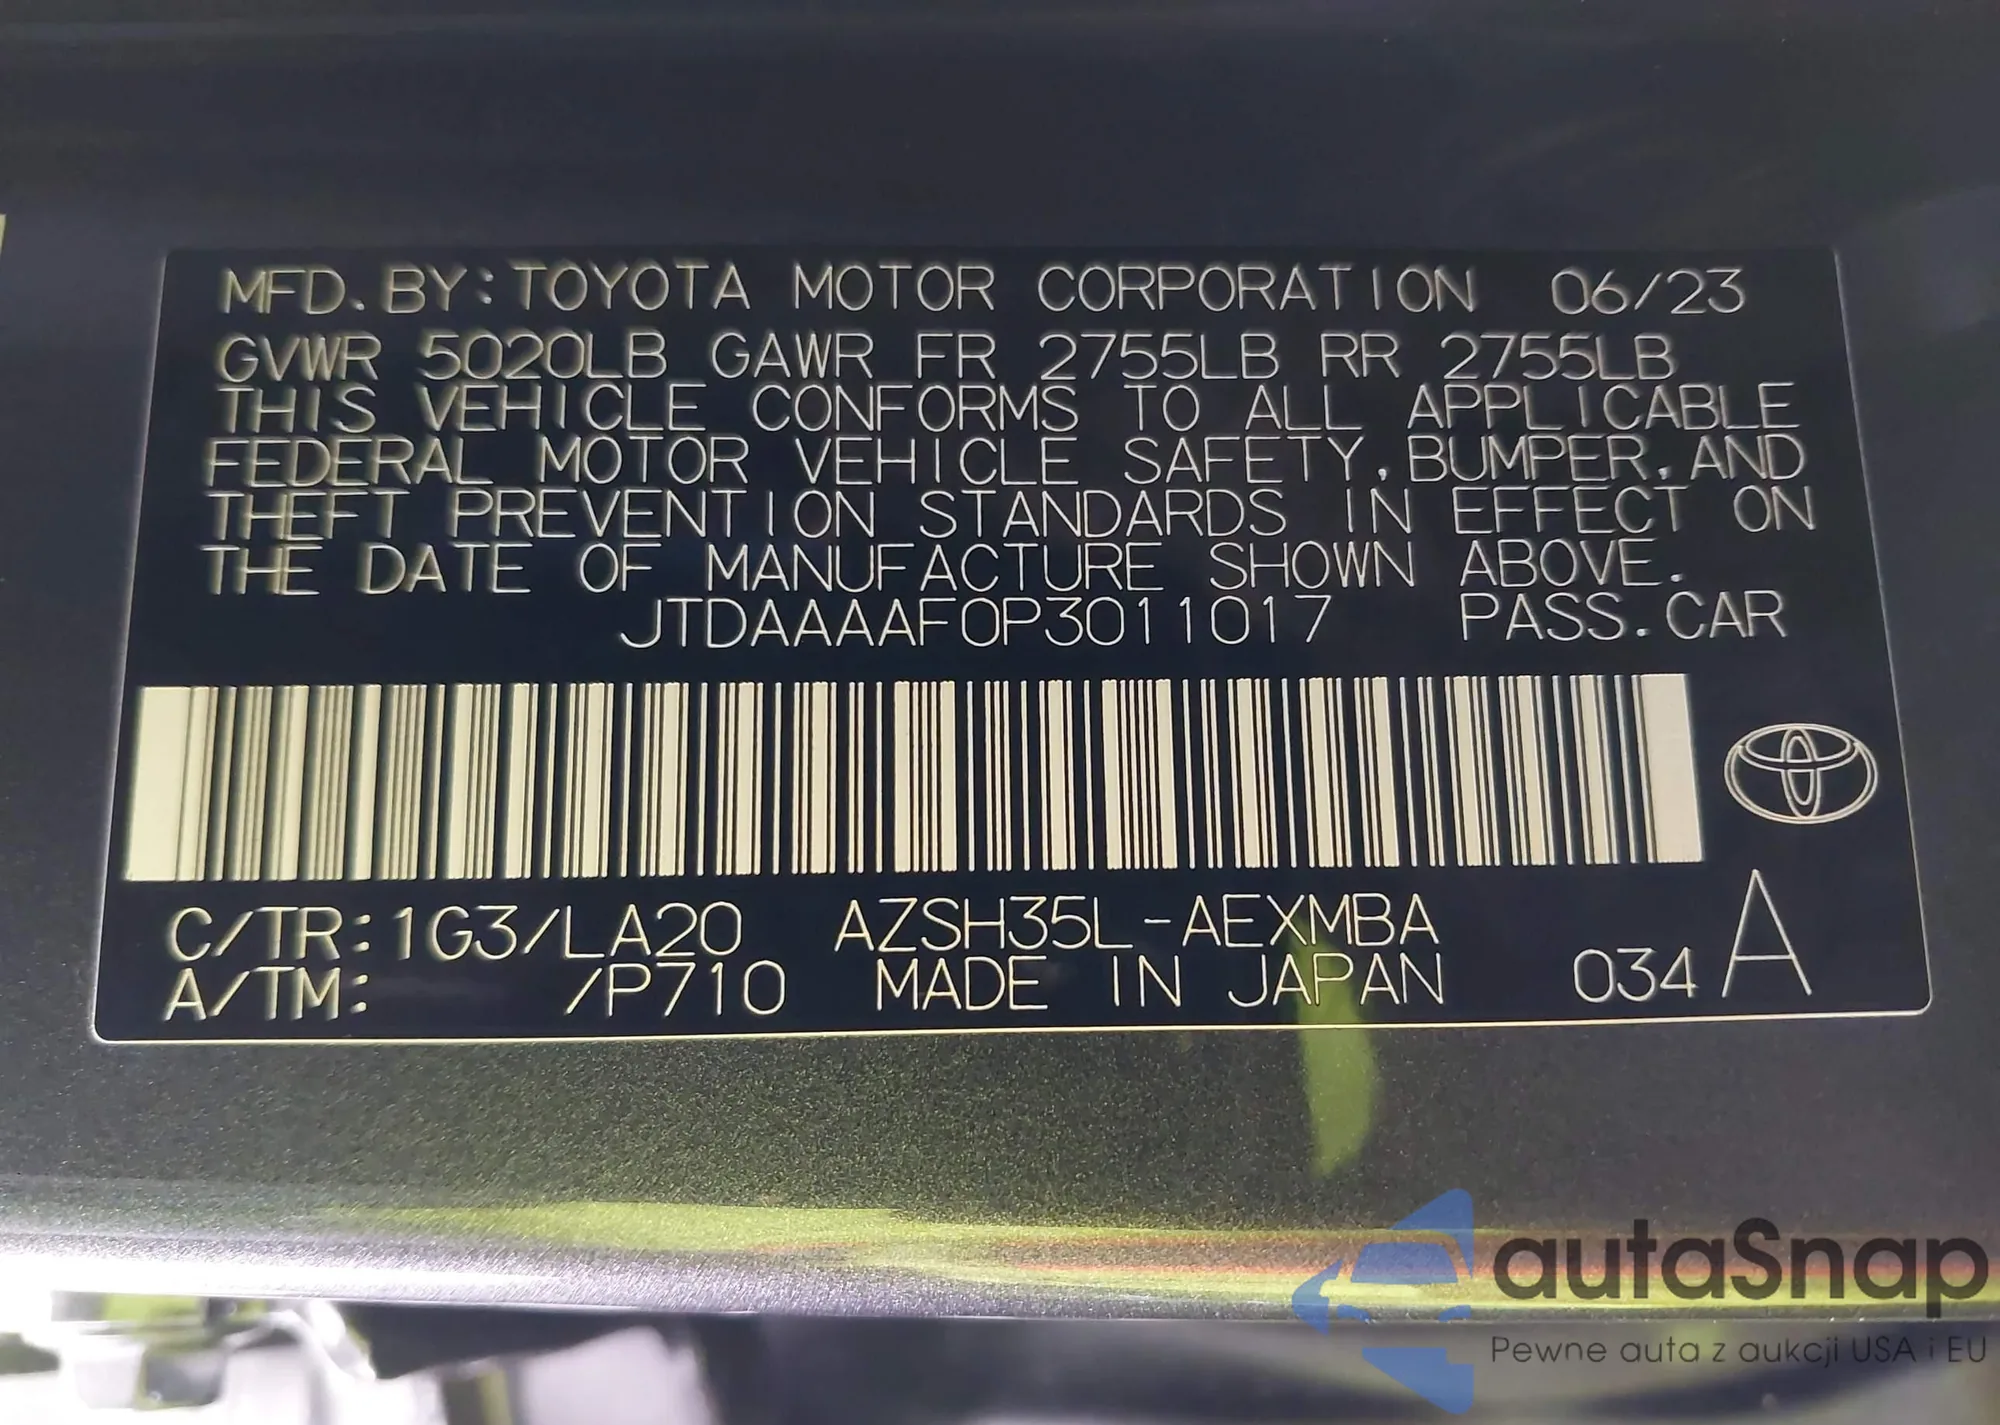 MFD. BY: TOYOTA MOTOR CORPORATION 06/23
GVWR 5020LB GAWR FR 2755LB RR 2755LB
THIS VEHICLE CONFORMS TO ALL APPLICABLE
FEDERAL MOTOR VEHICLE SAFETY, BUMPER, AND
THEFT PREVENTION STANDARDS IN EFFECT ON
THE DATE OF MANUFACTURE SHOWN ABOVE.
JTDAAAAF0P3011017 PASS. CAR
C/TR: 1G3/LA20 AZSH35L-AEXMBA
A/TM: /P710 MADE IN JAPAN 034 A
autaSnap
Pewne auta z aukcji USA i EU